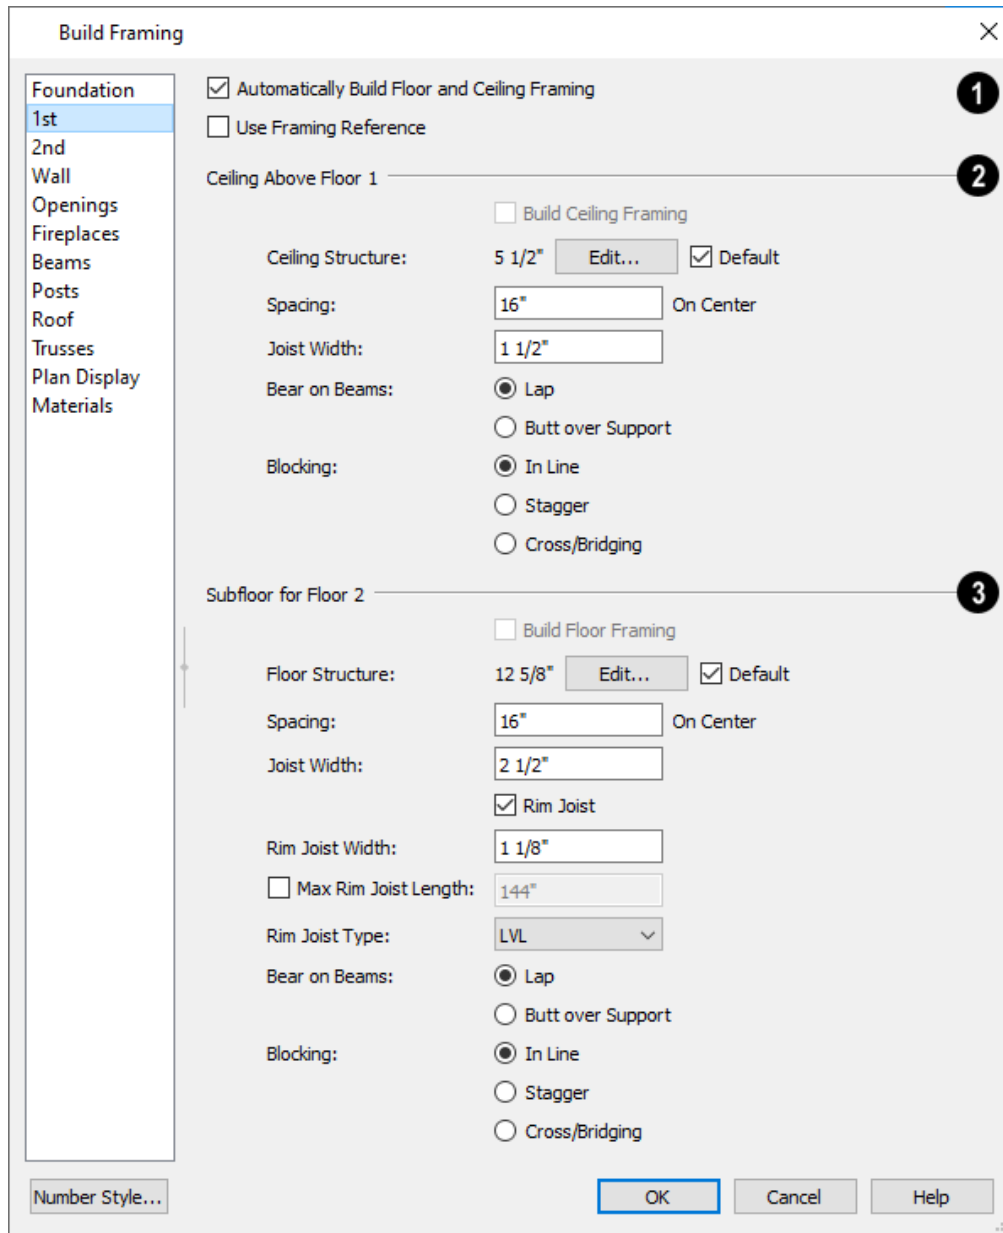 Build Framing
Foundation
1st
2nd
Wall
Openings
Fireplaces
Beams
Posts
Roof
Trusses
Plan Display
Materials
Automatically Build Floor and Ceiling Framing
1
Use Framing Reference
Ceiling Above Floor 1
2
Build Ceiling Framing
Ceiling Structure: 5 1/2" Edit... Default
Spacing: 16" On Center
Joist Width: 1 1/2"
Bear on Beams: Lap
Butt over Support
Blocking: In Line
Stagger
Cross/Bridging
Subfloor for Floor 2
3
Build Floor Framing
Floor Structure: 12 5/8" Edit... Default
Spacing: 16" On Center
Joist Width: 2 1/2"
Rim Joist
Rim Joist Width: 1 1/8"
Max Rim Joist Length: 144"
Rim Joist Type: LVL
Bear on Beams: Lap
Butt over Support
Blocking: In Line
Stagger
Cross/Bridging
Number Style... OK Cancel Help